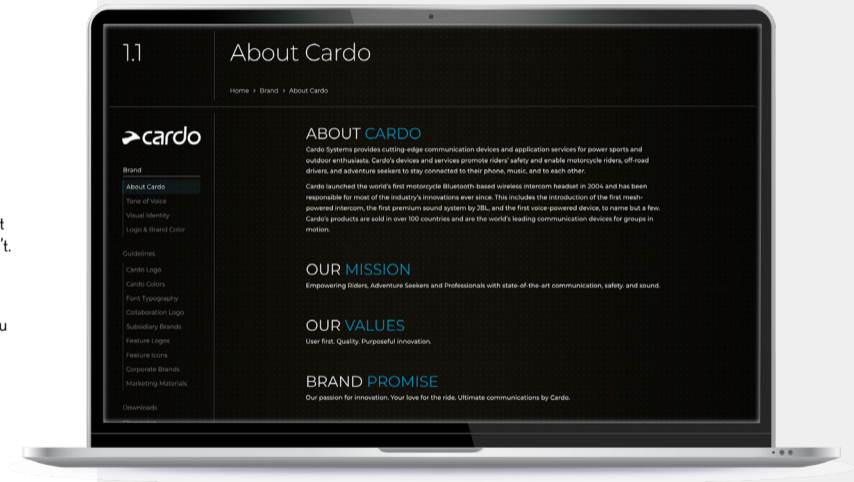 t
't.
u
1.1
About Cardo
Home > Brand > About Cardo
cardo
Brand
About Cardo
Tone of Voice
Visual Identity
Logo & Brand Color
Guidelines
Cardo Logo
Cardo Colors
Font Typography
Collaboration Logo
Subsidiary Brands
Feature Logos
Feature Icons
Corporate Brands
Marketing Materials
Downloads
ABOUT CARDO
Cardo Systems provides cutting-edge communication devices and application services for power sports and
outdoor enthusiasts. Cardo's devices and services promote riders' safety and enable motorcycle riders, off-road
drivers, and adventure seekers to stay connected to their phone, music, and to each other.
Cardo launched the world's first motorcycle Bluetooth-based wireless intercom headset in 2004 and has been
responsible for most of the industry's innovations ever since. This includes the introduction of the first mesh-
powered intercom, the first premium sound system by JBL, and the first voice-powered device, to name but a few.
Cardo's products are sold in over 100 countries and are the world's leading communication devices for groups in
motion.
OUR MISSION
Empowering Riders, Adventure Seekers and Professionals with state-of-the-art communication, safety, and sound.
OUR VALUES
User first. Quality. Purposeful innovation.
BRAND PROMISE
Our passion for innovation. Your love for the ride. Ultimate communications by Cardo.